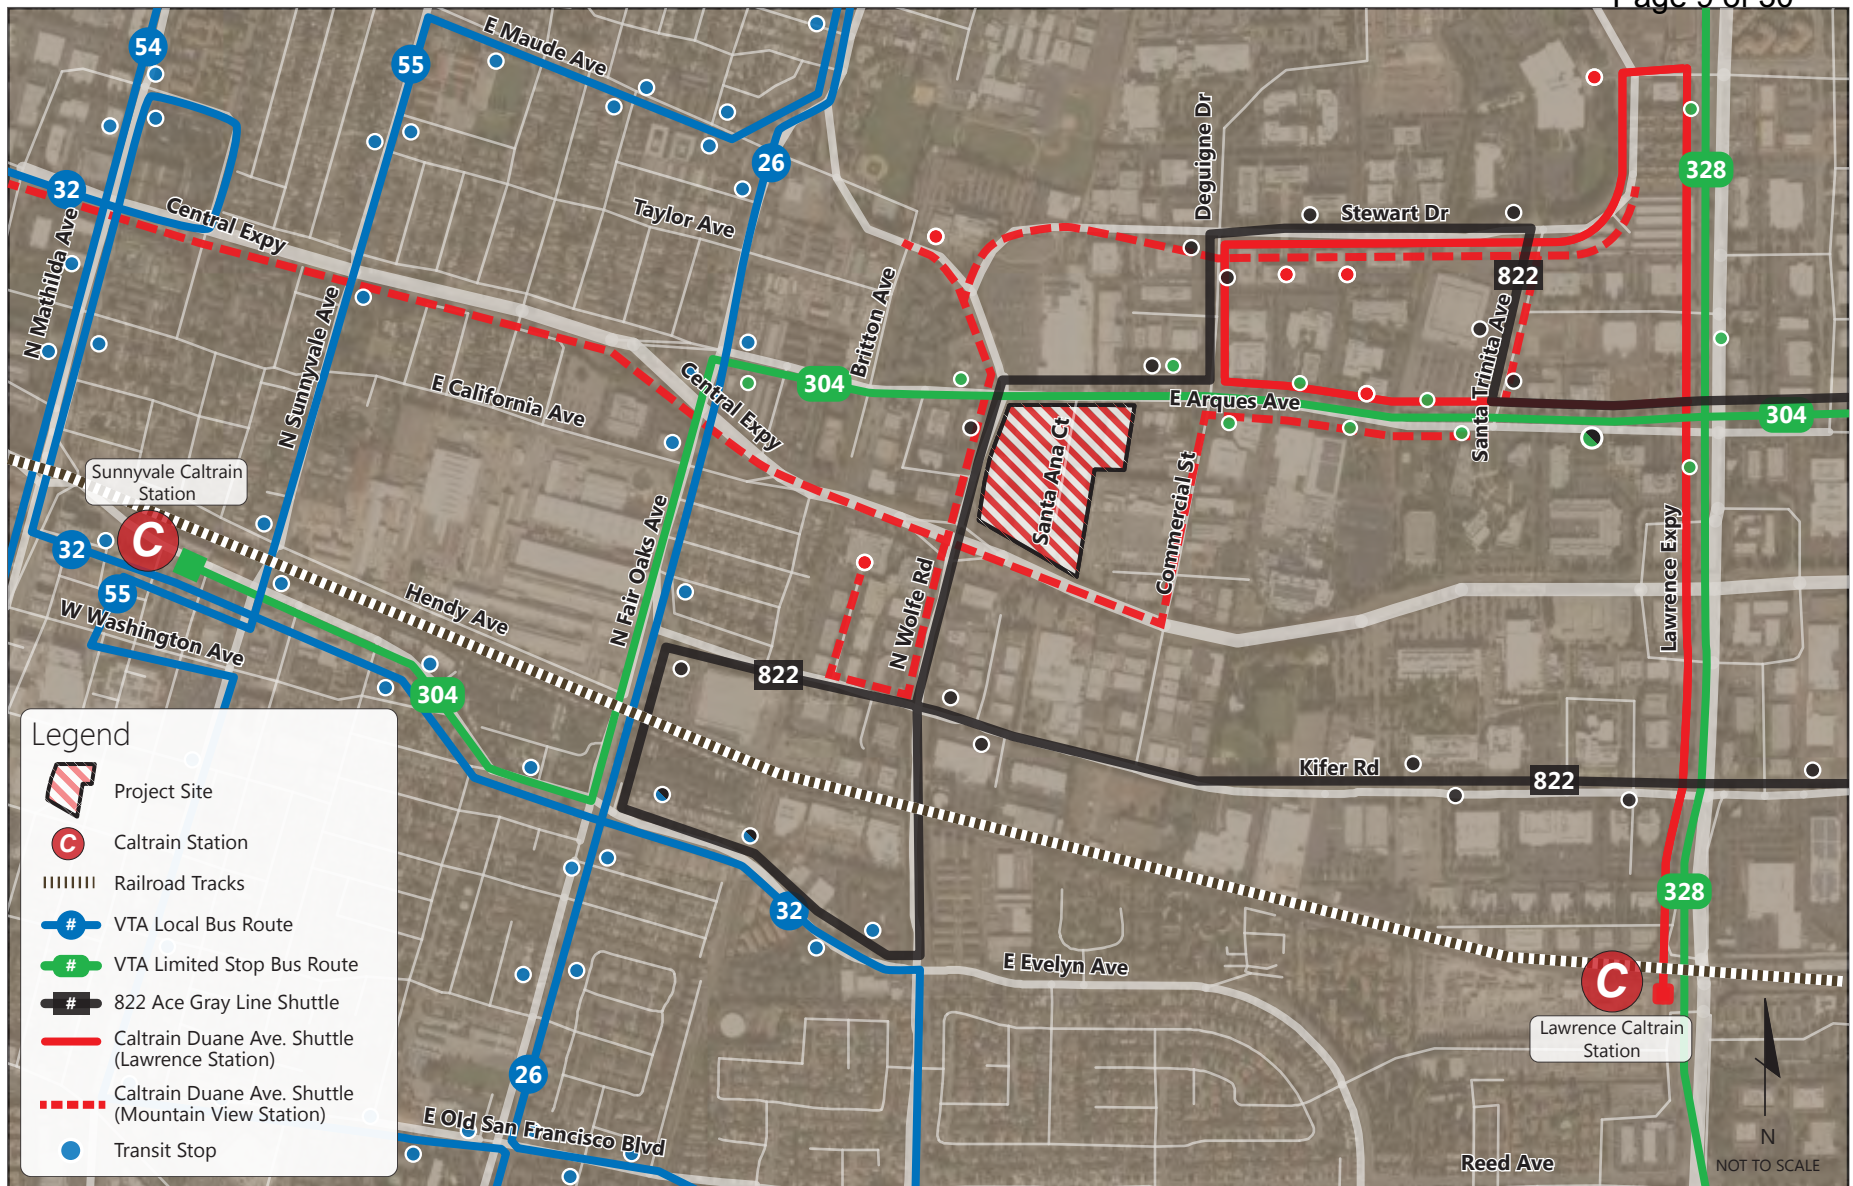 Page 9 of 50
54
55
E Maude Ave
26
32
Central Expy
Taylor Ave
Deguigne Dr
Stewart Dr
328
822
N Mathilda Ave
N Sunnyvale Ave
Britton Ave
Santa Trinita Ave
E California Ave
Central Expy
304
E Arques Ave
304
Santa Ana Ct
Commercial St
Sunnyvale Caltrain
Station
C
32
55
W Washington Ave
Hendy Ave
N Fair Oaks Ave
N Wolfe Rd
Lawrence Expy
304
822
Kifer Rd
822
328
32
E Evelyn Ave
C
Lawrence Caltrain
Station
26
E Old San Francisco Blvd
Reed Ave
N
NOT TO SCALE
Legend
Project Site
C
Caltrain Station
Railroad Tracks
#
VTA Local Bus Route
#
VTA Limited Stop Bus Route
#
822 Ace Gray Line Shuttle
Caltrain Duane Ave. Shuttle
(Lawrence Station)
Caltrain Duane Ave. Shuttle
(Mountain View Station)
Transit Stop